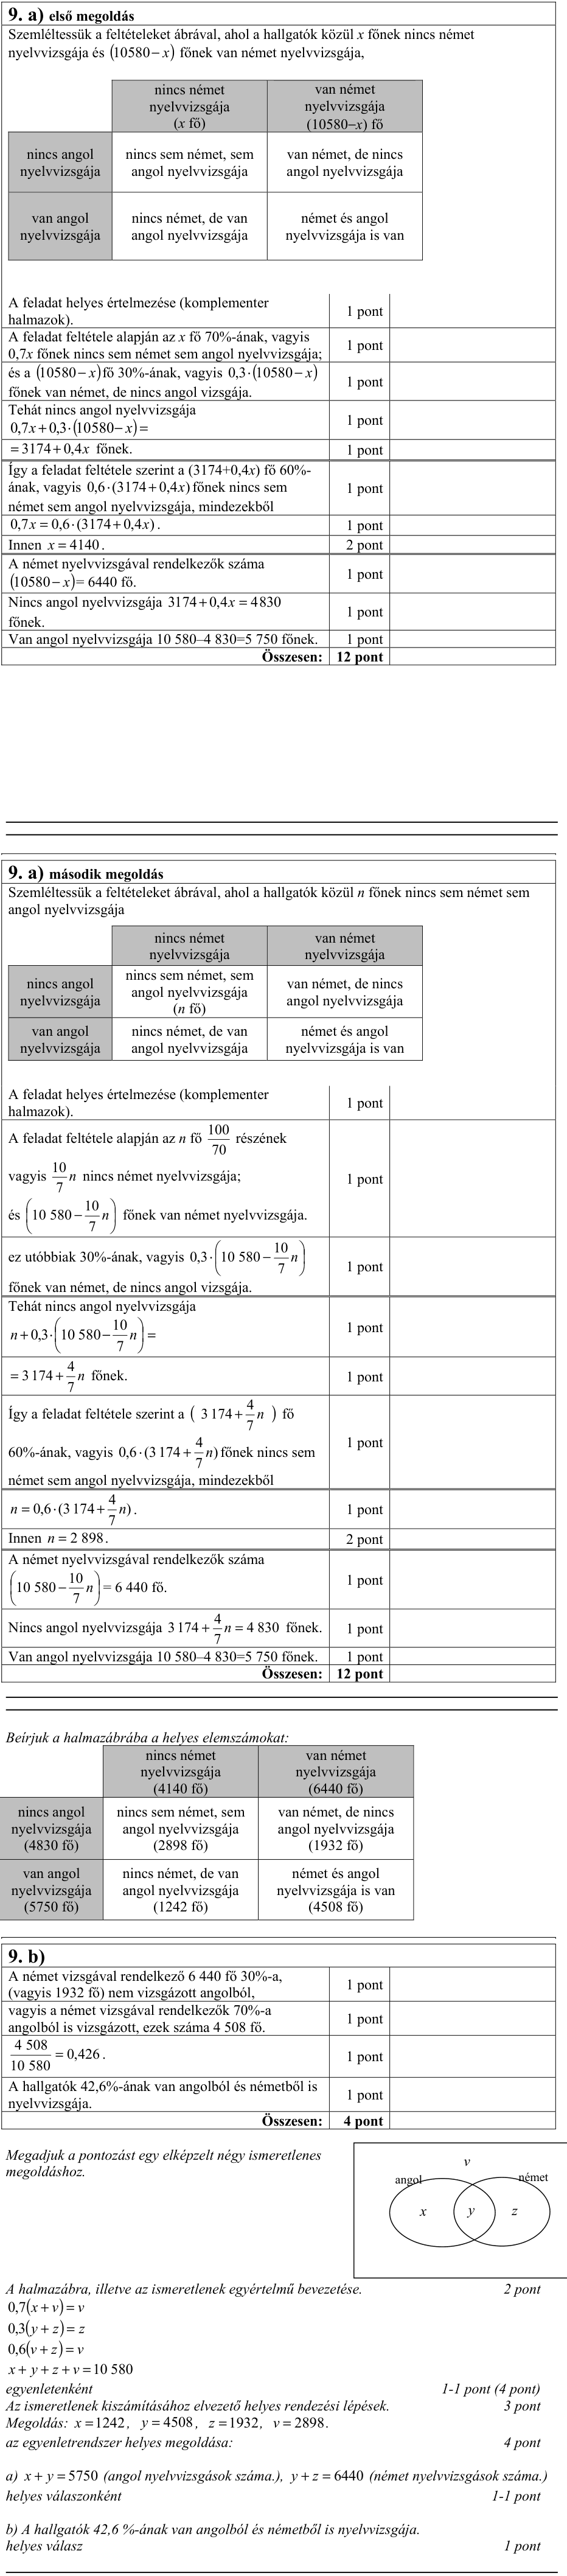 9. a) első megoldás
Szemléltessük a feltételeket ábrával, ahol a hallgatók közül x főnek nincs német
nyelvvizsgája és (10580−x) főnek van német nyelvvizsgája,
nincs német
nyelvvizsgája
(x fő)
van német
nyelvvizsgája
(10580−x) fő
nincs angol
nyelvvizsgája
nincs sem német, sem
angol nyelvvizsgája
van német, de nincs
angol nyelvvizsgája
van angol
nyelvvizsgája
nincs német, de van
angol nyelvvizsgája
német és angol
nyelvvizsgája is van
A feladat helyes értelmezése (komplementer
halmazok).
1 pont
A feladat feltétele alapján az x fő 70%-ának, vagyis
0,7x főnek nincs sem német sem angol nyelvvizsgája;
1 pont
és a (10580−x) fő 30%-ának, vagyis 0,3·(10580−x)
főnek van német, de nincs angol vizsgája.
1 pont
Tehát nincs angol nyelvvizsgája
0,7x+0,3·(10580−x)=
1 pont
=3174+0,4x főnek.
1 pont
Így a feladat feltétele szerint a (3174+0,4x) fő 60%-
ának, vagyis 0,6·(3174+0,4x) főnek nincs sem
német sem angol nyelvvizsgája, mindezekből
1 pont
0,7x=0,6·(3174+0,4x).
1 pont
Innen x=4140.
2 pont
A német nyelvvizsgával rendelkezők száma
(10580−x)=6440 fő.
1 pont
Nincs angol nyelvvizsgája 3174+0,4x=4830
főnek.
1 pont
Van angol nyelvvizsgája 10 580–4 830=5 750 főnek.
1 pont
Összesen:
12 pont
9. a) második megoldás
Szemléltessük a feltételeket ábrával, ahol a hallgatók közül n főnek nincs sem német sem
angol nyelvvizsgája
nincs német
nyelvvizsgája
van német
nyelvvizsgája
nincs angol
nyelvvizsgája
nincs sem német, sem
angol nyelvvizsgája
(n fő)
van német, de nincs
angol nyelvvizsgája
van angol
nyelvvizsgája
nincs német, de van
angol nyelvvizsgája
német és angol
nyelvvizsgája is van
A feladat helyes értelmezése (komplementer
halmazok).
1 pont
A feladat feltétele alapján az n fő 100/70 részének
vagyis 10/7 n nincs német nyelvvizsgája;
és (10 580−10/7 n) főnek van német nyelvvizsgája.
1 pont
ez utóbbiak 30%-ának, vagyis 0,3·(10 580−10/7 n)
főnek van német, de nincs angol vizsgája.
1 pont
Tehát nincs angol nyelvvizsgája
n+0,3·(10 580−10/7 n)=
1 pont
=3 174+4/7 n főnek.
1 pont
Így a feladat feltétele szerint a ( 3 174+4/7 n ) fő
60%-ának, vagyis 0,6·(3 174+4/7 n) főnek nincs sem
német sem angol nyelvvizsgája, mindezekből
1 pont
n=0,6·(3 174+4/7 n).
1 pont
Innen n=2 898.
2 pont
A német nyelvvizsgával rendelkezők száma
(10 580−10/7 n)= 6 440 fő.
1 pont
Nincs angol nyelvvizsgája 3 174+4/7 n=4 830 főnek.
1 pont
Van angol nyelvvizsgája 10 580–4 830=5 750 főnek.
1 pont
Összesen:
12 pont
Beírjuk a halmazábrába a helyes elemszámokat:
nincs német
nyelvvizsgája
(4140 fő)
van német
nyelvvizsgája
(6440 fő)
nincs angol
nyelvvizsgája
(4830 fő)
nincs sem német, sem
angol nyelvvizsgája
(2898 fő)
van német, de nincs
angol nyelvvizsgája
(1932 fő)
van angol
nyelvvizsgája
(5750 fő)
nincs német, de van
angol nyelvvizsgája
(1242 fő)
német és angol
nyelvvizsgája is van
(4508 fő)
9. b)
A német vizsgával rendelkező 6 440 fő 30%-a,
(vagyis 1932 fő) nem vizsgázott angolból,
1 pont
vagyis a német vizsgával rendelkezők 70%-a
angolból is vizsgázott, ezek száma 4 508 fő.
1 pont
4 508/10 580=0,426.
1 pont
A hallgatók 42,6%-ának van angolból és németből is
nyelvvizsgája.
1 pont
Összesen:
4 pont
Megadjuk a pontozást egy elképzelt négy ismeretlenes
megoldáshoz.
v
angol
német
x
y
z
A halmazábra, illetve az ismeretlenek egyértelmű bevezetése.
2 pont
0,7(x+v)=v
0,3(y+z)=z
0,6(v+z)=v
x+y+z+v=10 580
egyenletenként
1-1 pont (4 pont)
Az ismeretlenek kiszámításához elvezető helyes rendezési lépések.
3 pont
Megoldás: x=1242, y=4508, z=1932, v=2898.
az egyenletrendszer helyes megoldása:
4 pont
a) x+y=5750 (angol nyelvvizsgások száma.), y+z=6440 (német nyelvvizsgások száma.)
helyes válaszonként
1-1 pont
b) A hallgatók 42,6 %-ának van angolból és németből is nyelvvizsgája.
helyes válasz
1 pont